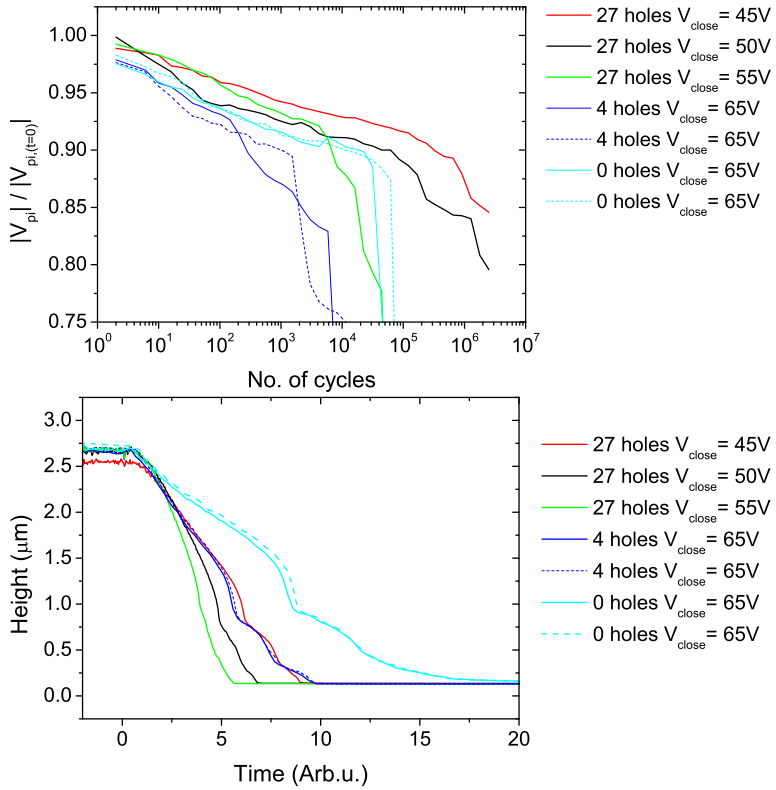 1.00
0.95
0.90
0.85
0.80
0.75
|V_pi| / |V_pi,(t=0)|
10^0 10^1 10^2 10^3 10^4 10^5 10^6 10^7
No. of cycles
27 holes V_close = 45V
27 holes V_close = 50V
27 holes V_close = 55V
4 holes V_close = 65V
4 holes V_close = 65V
0 holes V_close = 65V
0 holes V_close = 65V
3.0
2.5
2.0
1.5
1.0
0.5
0.0
Height (μm)
0 5 10 15 20
Time (Arb.u.)
27 holes V_close = 45V
27 holes V_close = 50V
27 holes V_close = 55V
4 holes V_close = 65V
4 holes V_close = 65V
0 holes V_close = 65V
0 holes V_close = 65V